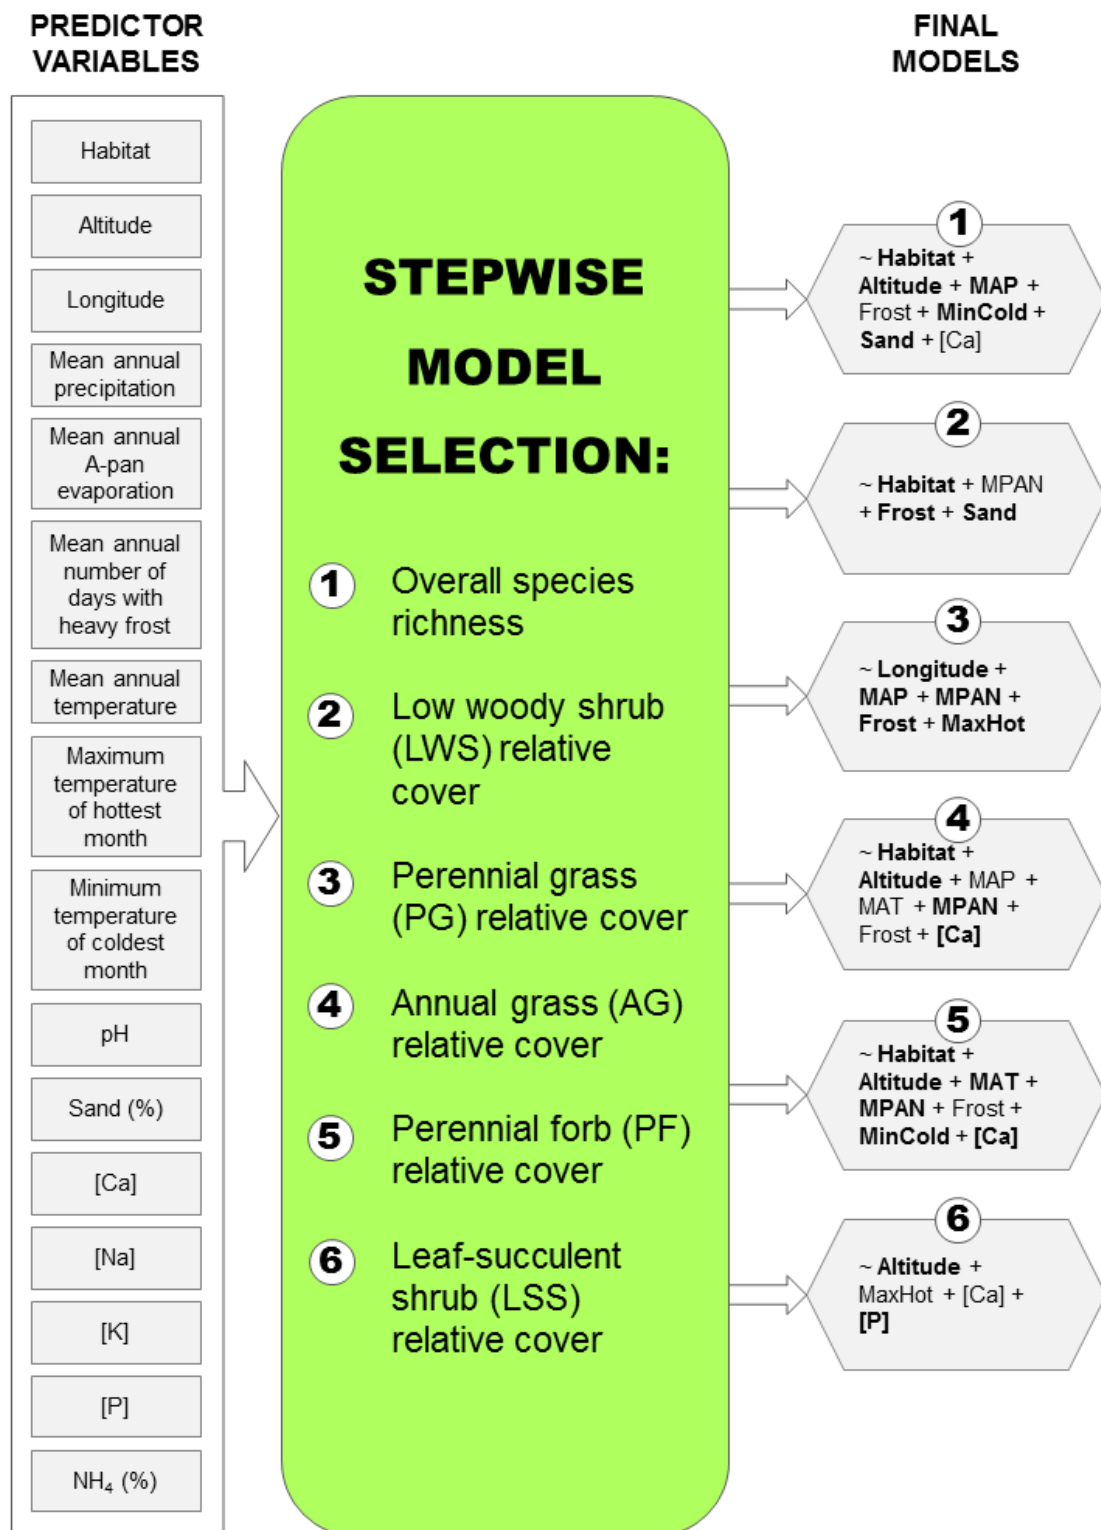 PREDICTOR
VARIABLES
Habitat
Altitude
Longitude
Mean annual
precipitation
Mean annual
A-pan
evaporation
Mean annual
number of
days with
heavy frost
Mean annual
temperature
Maximum
temperature
of hottest
month
Minimum
temperature
of coldest
month
pH
Sand (%)
[Ca]
[Na]
[K]
[P]
NH₄ (%)
STEPWISE
MODEL
SELECTION:
1 Overall species
richness
2 Low woody shrub
(LWS) relative
cover
3 Perennial grass
(PG) relative cover
4 Annual grass (AG)
relative cover
5 Perennial forb (PF)
relative cover
6 Leaf-succulent
shrub (LSS)
relative cover
FINAL
MODELS
1
~ Habitat +
Altitude + MAP +
Frost + MinCold +
Sand + [Ca]
2
~ Habitat + MPAN
+ Frost + Sand
3
~ Longitude +
MAP + MPAN +
Frost + MaxHot
4
~ Habitat +
Altitude + MAP +
MAT + MPAN +
Frost + [Ca]
5
~ Habitat +
Altitude + MAT +
MPAN + Frost +
MinCold + [Ca]
6
~ Altitude +
MaxHot + [Ca] +
[P]